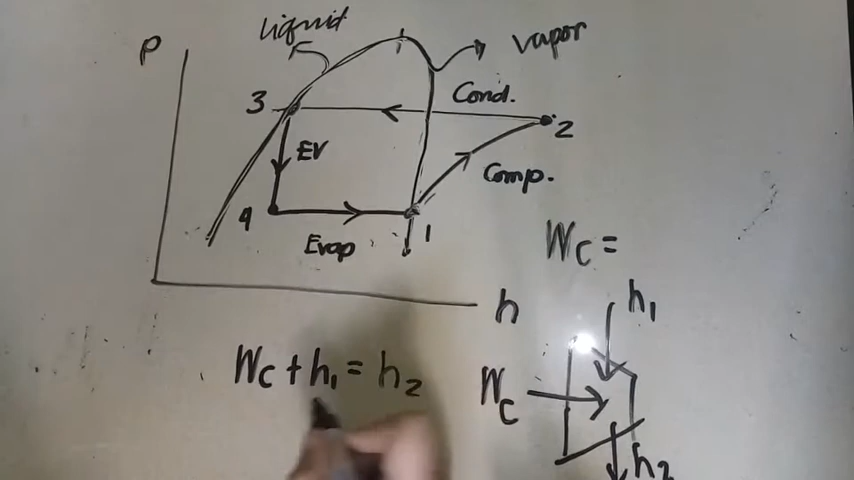 liquid
P
vapor
3
Cond.
2
EV
Comp.
4
1
Evap
Wc =
h
h1
Wc + h1 = h2
Wc
h2